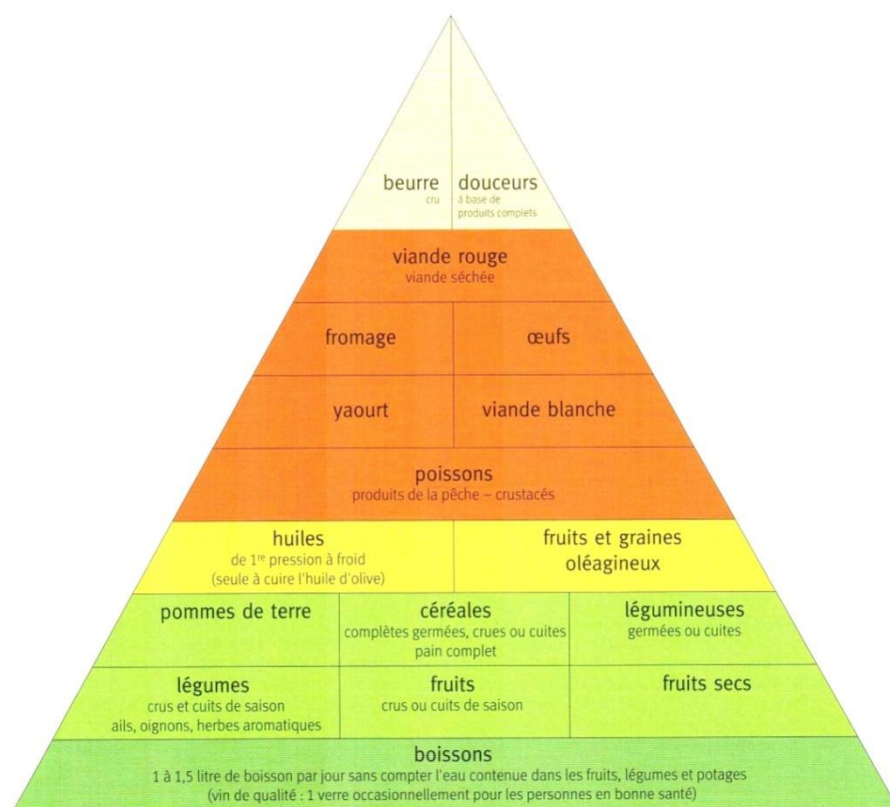 beurre
cru
douceurs
à base de
produits complets
viande rouge
viande séchée
fromage
œufs
yaourt
viande blanche
poissons
produits de la pêche – crustacés
huiles
de 1re pression à froid
(seule à cuire l'huile d'olive)
fruits et graines
oléagineux
pommes de terre
céréales
complètes germées, crues ou cuites
pain complet
légumineuses
germées ou cuites
légumes
crus et cuits de saison
ails, oignons, herbes aromatiques
fruits
crus ou cuits de saison
fruits secs
boissons
1 à 1,5 litre de boisson par jour sans compter l'eau contenue dans les fruits, légumes et potages
(vin de qualité : 1 verre occasionnellement pour les personnes en bonne santé)